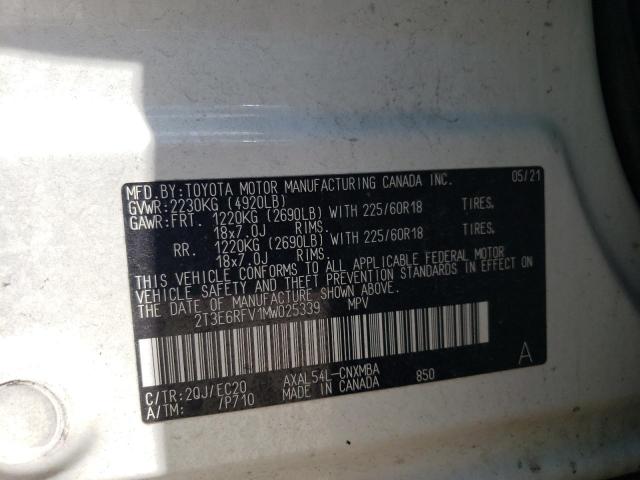 MFD.BY:TOYOTA MOTOR MANUFACTURING CANADA INC. 05/21
GVWR:2230KG (4920LB)
GAWR:FRT. 1220KG (2690LB) WITH 225/60R18 TIRES.
18x7.0J RIMS.
RR. 1220KG (2690LB) WITH 225/60R18 TIRES.
18x7.0J RIMS.
THIS VEHICLE CONFORMS TO ALL APPLICABLE FEDERAL MOTOR
VEHICLE SAFETY AND THEFT PREVENTION STANDARDS IN EFFECT ON
THE DATE OF MANUFACTURE SHOWN ABOVE.
2T3E6RFV1MW025339 MPV
C/TR:2QJ/EC20 AXAL54L-CNXMBA 850 A
A/TM: /P710 MADE IN CANADA